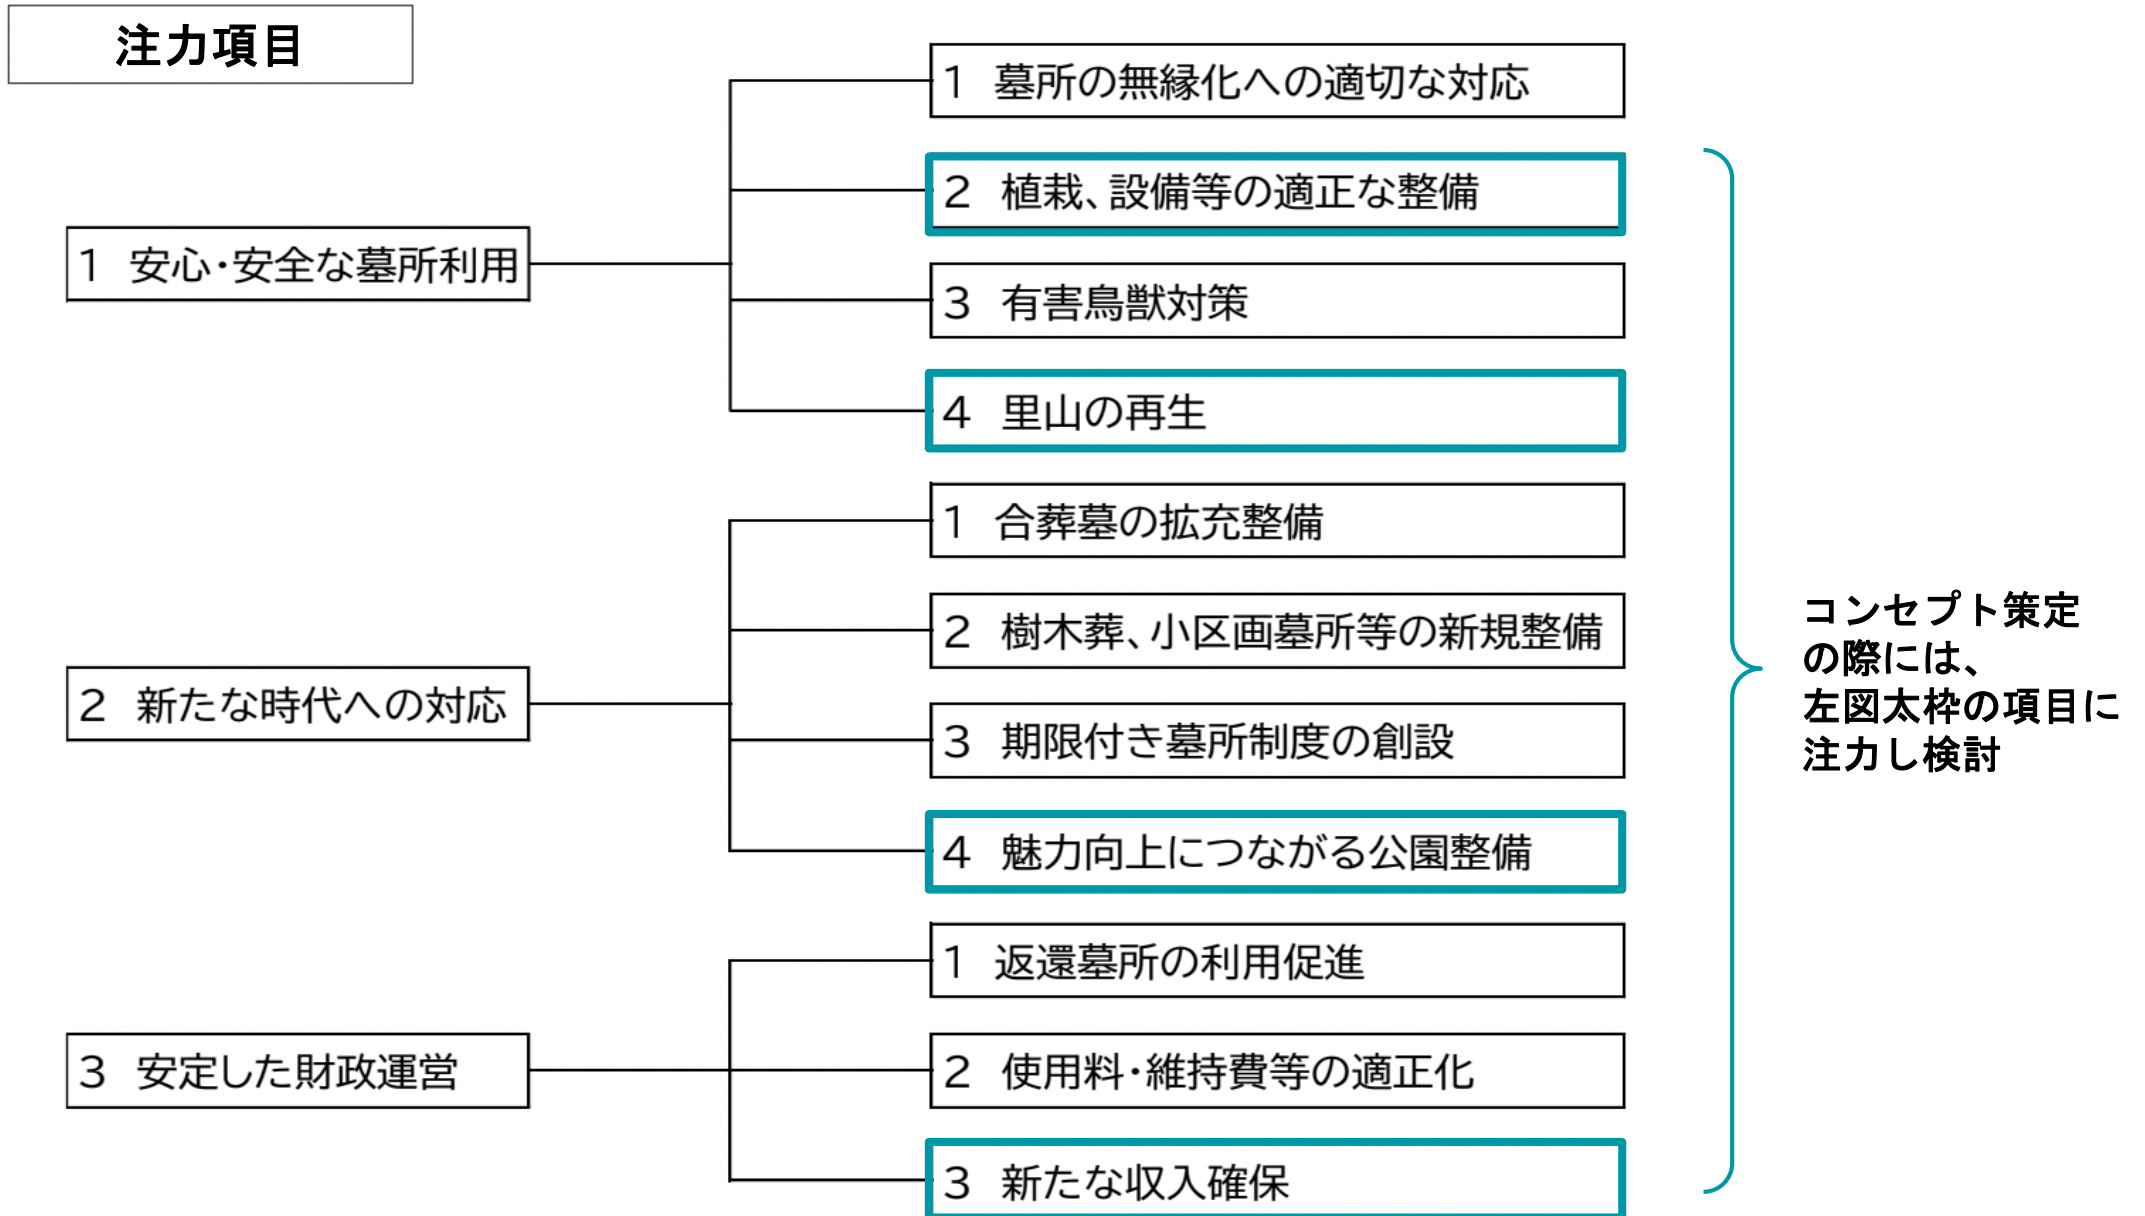 注力項目
1 安心・安全な墓所利用
1 墓所の無縁化への適切な対応
2 植栽、設備等の適正な整備
3 有害鳥獣対策
4 里山の再生
2 新たな時代への対応
1 合葬墓の拡充整備
2 樹木葬、小区画墓所等の新規整備
3 期限付き墓所制度の創設
4 魅力向上につながる公園整備
3 安定した財政運営
1 返還墓所の利用促進
2 使用料・維持費等の適正化
3 新たな収入確保
コンセプト策定
の際には、
左図太枠の項目に
注力し検討